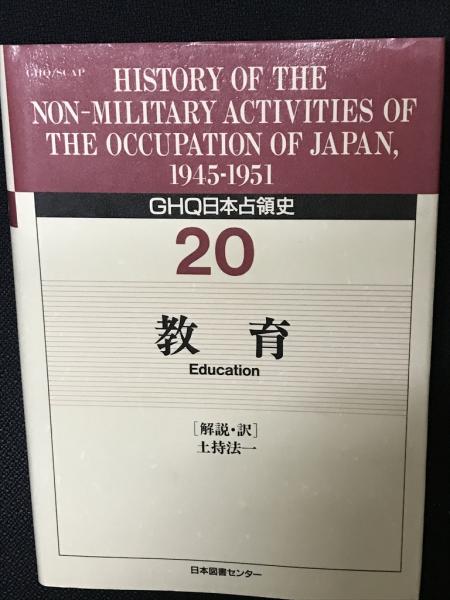 GHQ/SCAP
HISTORY OF THE
NON-MILITARY ACTIVITIES OF
THE OCCUPATION OF JAPAN,
1945-1951
GHQ日本占領史
20
教育
Education
[解説・訳]
土持法一
日本図書センター